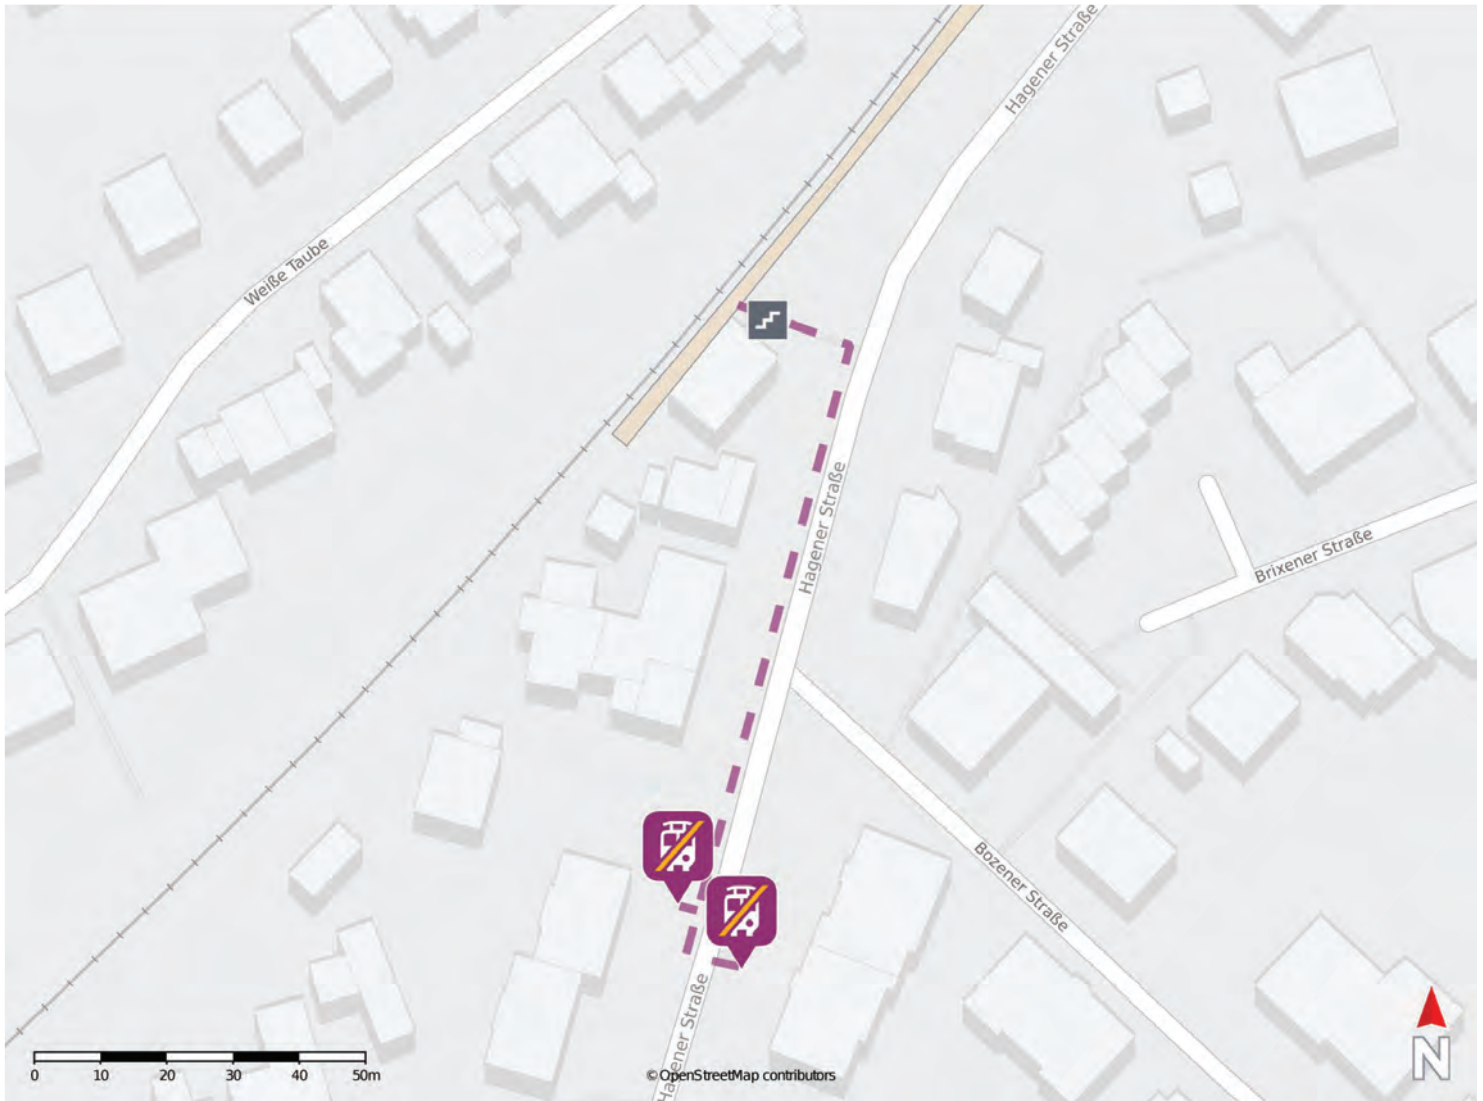 Hagener Straße
Weiße Taube
Hagener Straße
Brixener Straße
Bozener Straße
Hagener Straße
0 10 20 30 40 50m
© OpenStreetMap contributors
N